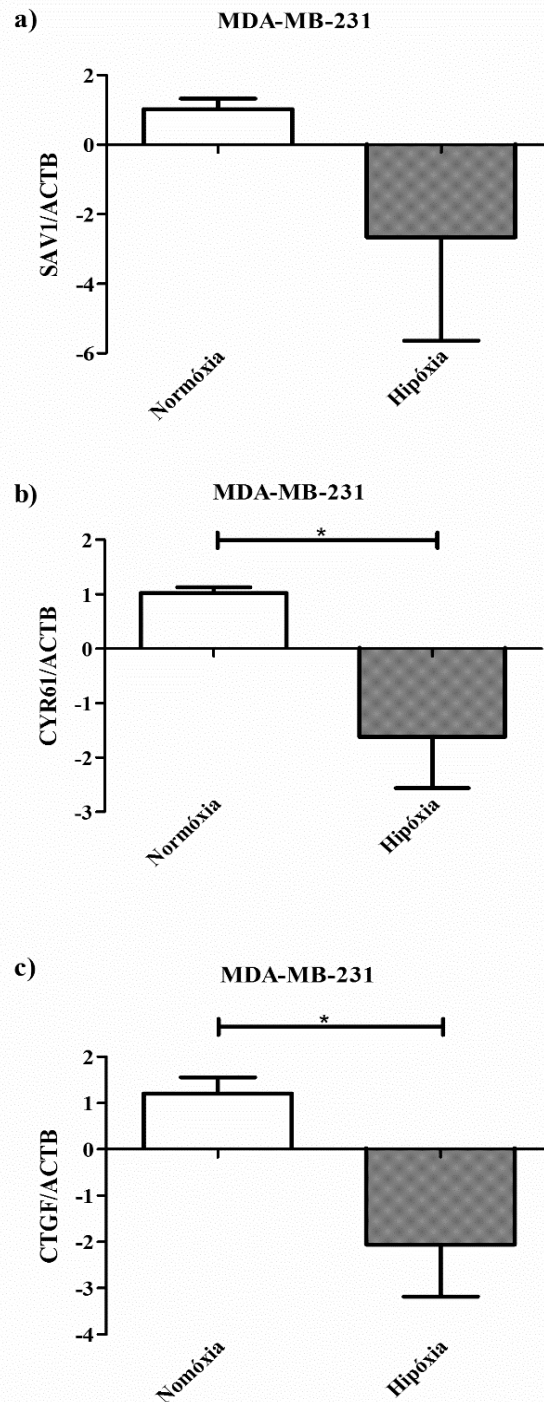 a)
MDA-MB-231
SAV1/ACTB
2
0
-2
-4
-6
Normóxia
Hipóxia
b)
MDA-MB-231
*
CYR61/ACTB
2
1
0
-1
-2
-3
Normóxia
Hipóxia
c)
MDA-MB-231
*
CTGF/ACTB
2
1
0
-1
-2
-3
-4
Nomóxia
Hipóxia